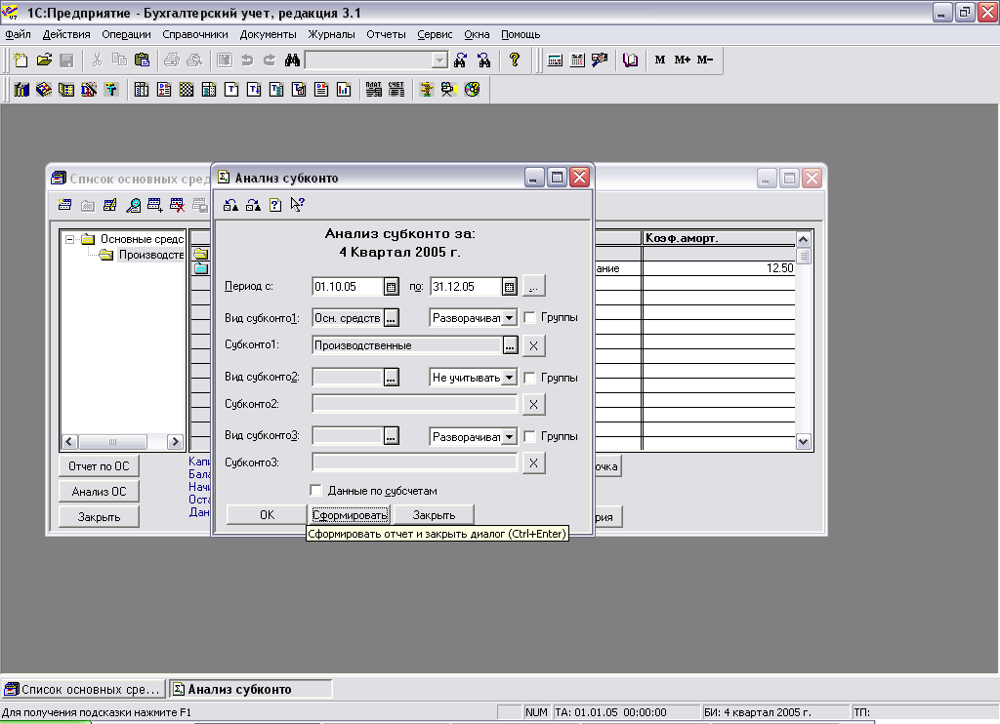 1С:Предприятие - Бухгалтерский учет, редакция 3.1
Файл Действия Операции Справочники Документы Журналы Отчеты Сервис Окна Помощь
M M+ M-
Список основных сред
Анализ субконто
Анализ субконто за:
4 Квартал 2005 г.
Основные средс
Производств
Коэф.аморт.
ание 12.50
Период с: 01.10.05 по: 31.12.05 ...
Вид субконто1: Осн. средств ... Разворачиват Группы
Субконто1: Производственные ... X
Вид субконто2: ... Не учитывать Группы
Субконто2: X
Вид субконто3: ... Разворачиват Группы
Субконто3: X
Данные по субсчетам
OK Сформировать Закрыть
Сформировать отчет и закрыть диалог (Ctrl+Enter)
Отчет по ОС
Анализ ОС
Закрыть
Капи
Бала
Начи
Оста
Дан
очка
рия
Список основных сре... Анализ субконто
Для получения подсказки нажмите F1 NUM ТА: 01.01.05 00:00:00 БИ: 4 квартал 2005 г. ТП: